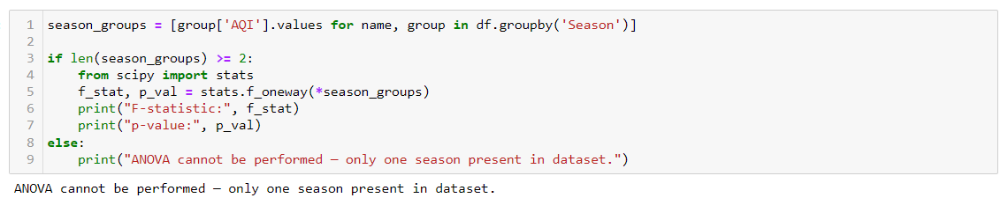 1 season_groups = [group['AQI'].values for name, group in df.groupby('Season')]
2
3 if len(season_groups) >= 2:
4     from scipy import stats
5     f_stat, p_val = stats.f_oneway(*season_groups)
6     print("F-statistic:", f_stat)
7     print("p-value:", p_val)
8 else:
9     print("ANOVA cannot be performed — only one season present in dataset.")
ANOVA cannot be performed — only one season present in dataset.